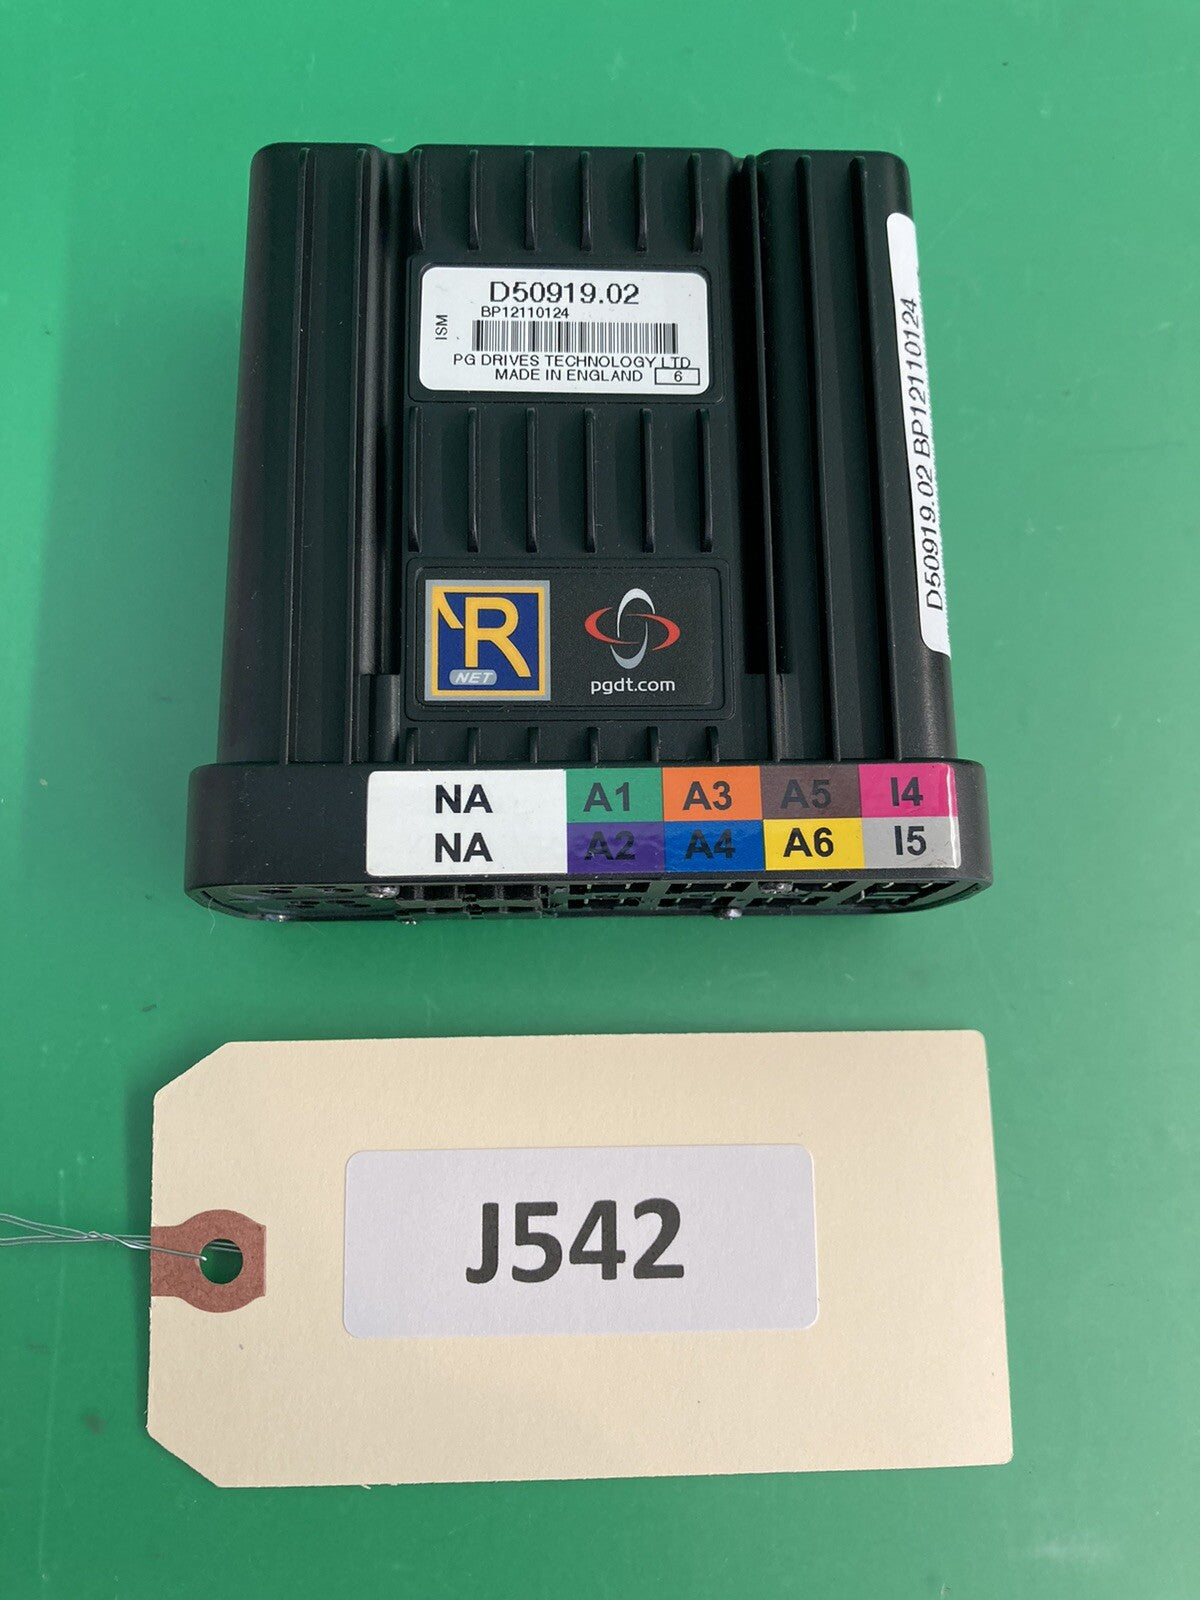 D50919.02
BP12110124
ISM
PG DRIVES TECHNOLOGY LTD
MADE IN ENGLAND 6
D50919.02 BP12110124
R
NET
pgdt.com
NA A1 A3 A5 I4
NA A2 A4 A6 I5
J542